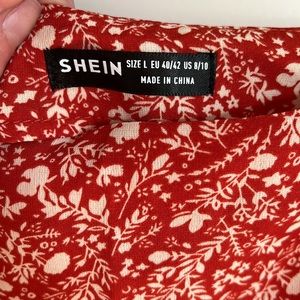 SHEIN
SIZE L EU 40/42 US 8/10
MADE IN CHINA